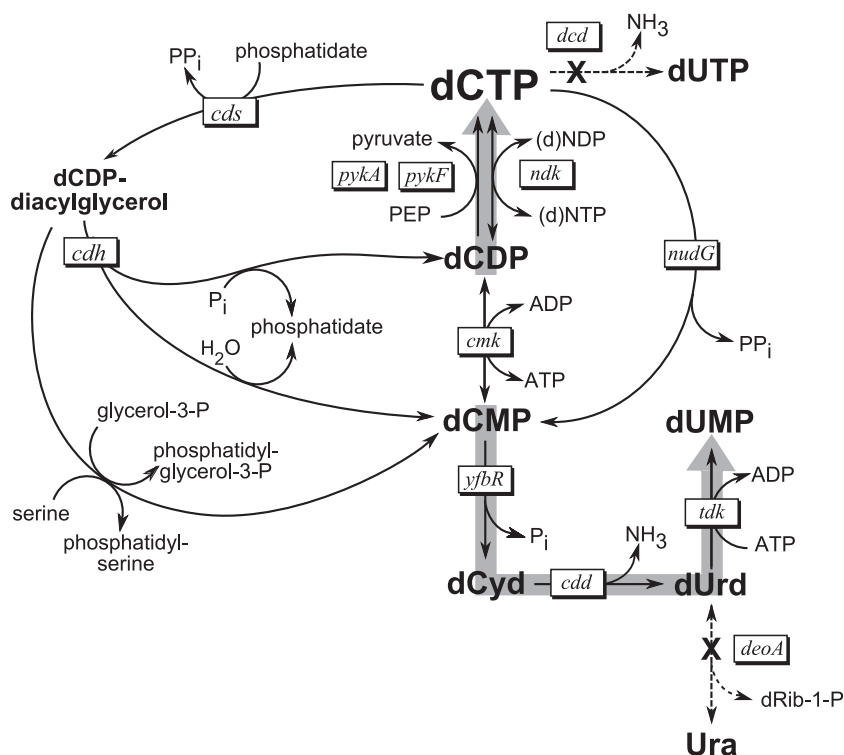 PPi
phosphatidate
cds
dCTP
dcd
NH3
X
dUTP
pyruvate
(d)NDP
pykA
pykF
ndk
PEP
(d)NTP
dCDP-
diacylglycerol
cdh
dCDP
nudG
Pi
phosphatidate
H2O
ADP
cmk
ATP
PPi
dCMP
dUMP
glycerol-3-P
phosphatidyl-
glycerol-3-P
serine
phosphatidyl-
serine
yfbR
Pi
ADP
tdk
ATP
NH3
dCyd
cdd
dUrd
X
deoA
dRib-1-P
Ura